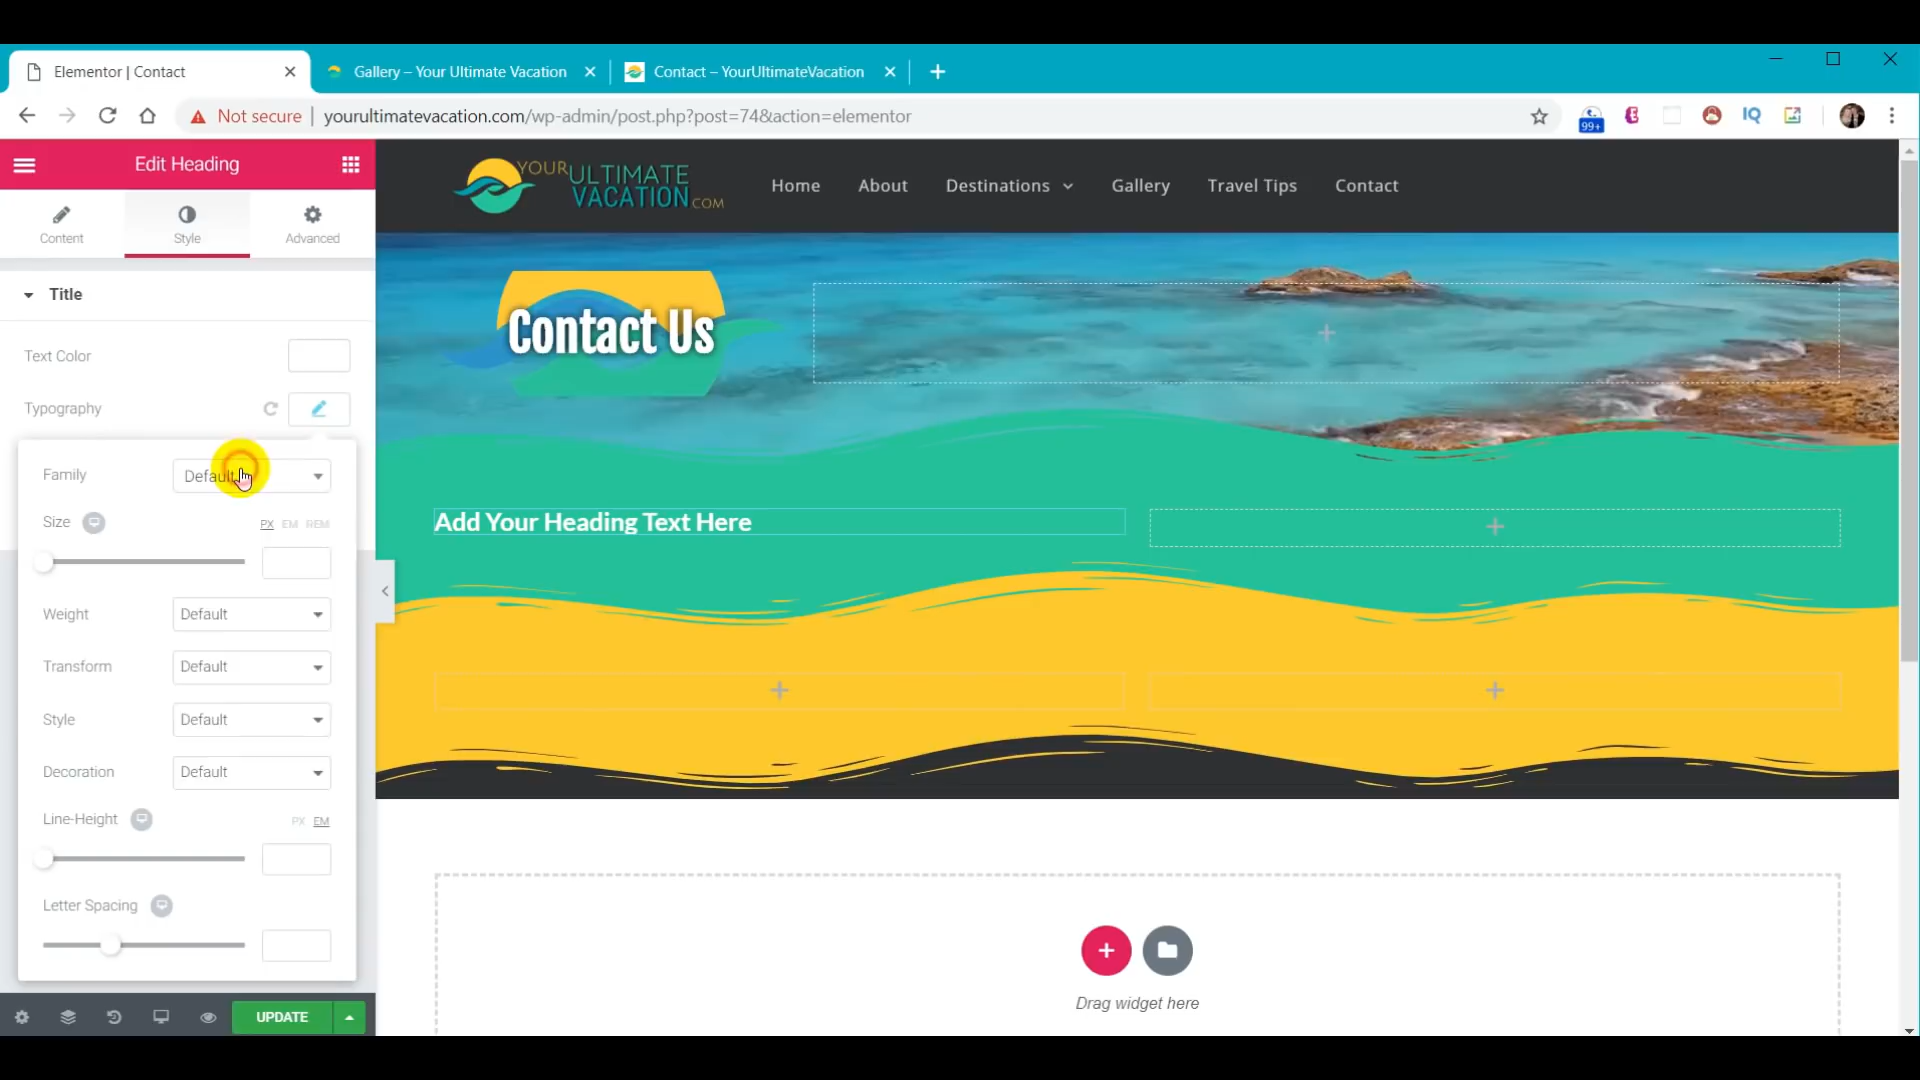 Elementor | Contact
Gallery – Your Ultimate Vacation
Contact – YourUltimateVacation
Not secure
yourultimatevacation.com/wp-admin/post.php?post=74&action=elementor
99+
IQ
Edit Heading
Content
Style
Advanced
Title
Text Color
Typography
Family
Default
Size
PX EM REM
Weight
Default
Transform
Default
Style
Default
Decoration
Default
Line-Height
PX EM
Letter Spacing
UPDATE
YOUR ULTIMATE
VACATION.COM
Home
About
Destinations
Gallery
Travel Tips
Contact
Contact Us
Add Your Heading Text Here
Drag widget here